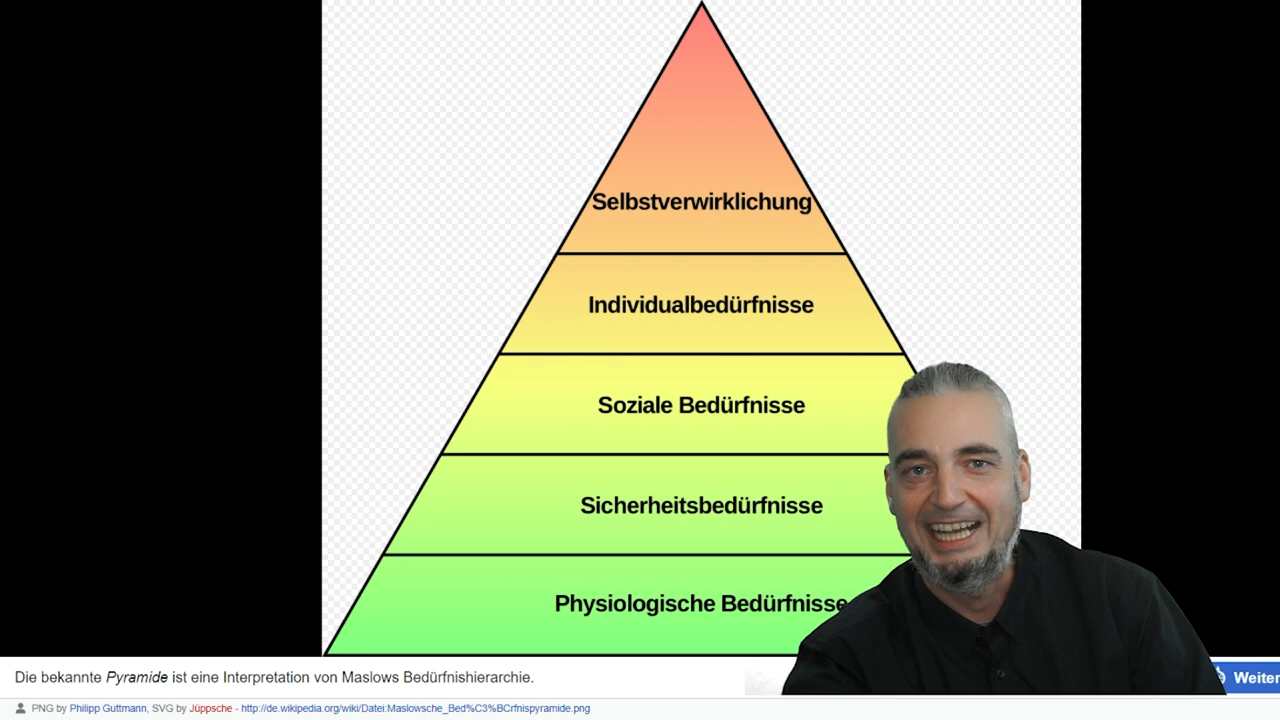 Selbstverwirklichung
Individualbedürfnisse
Soziale Bedürfnisse
Sicherheitsbedürfnisse
Physiologische Bedürfnisse
Die bekannte Pyramide ist eine Interpretation von Maslows Bedürfnishierarchie.
Weiter
PNG by Philipp Guttmann, SVG by Jüppsche - http://de.wikipedia.org/wiki/Datei:Maslowsche_Bed%C3%BCrfnispyramide.png